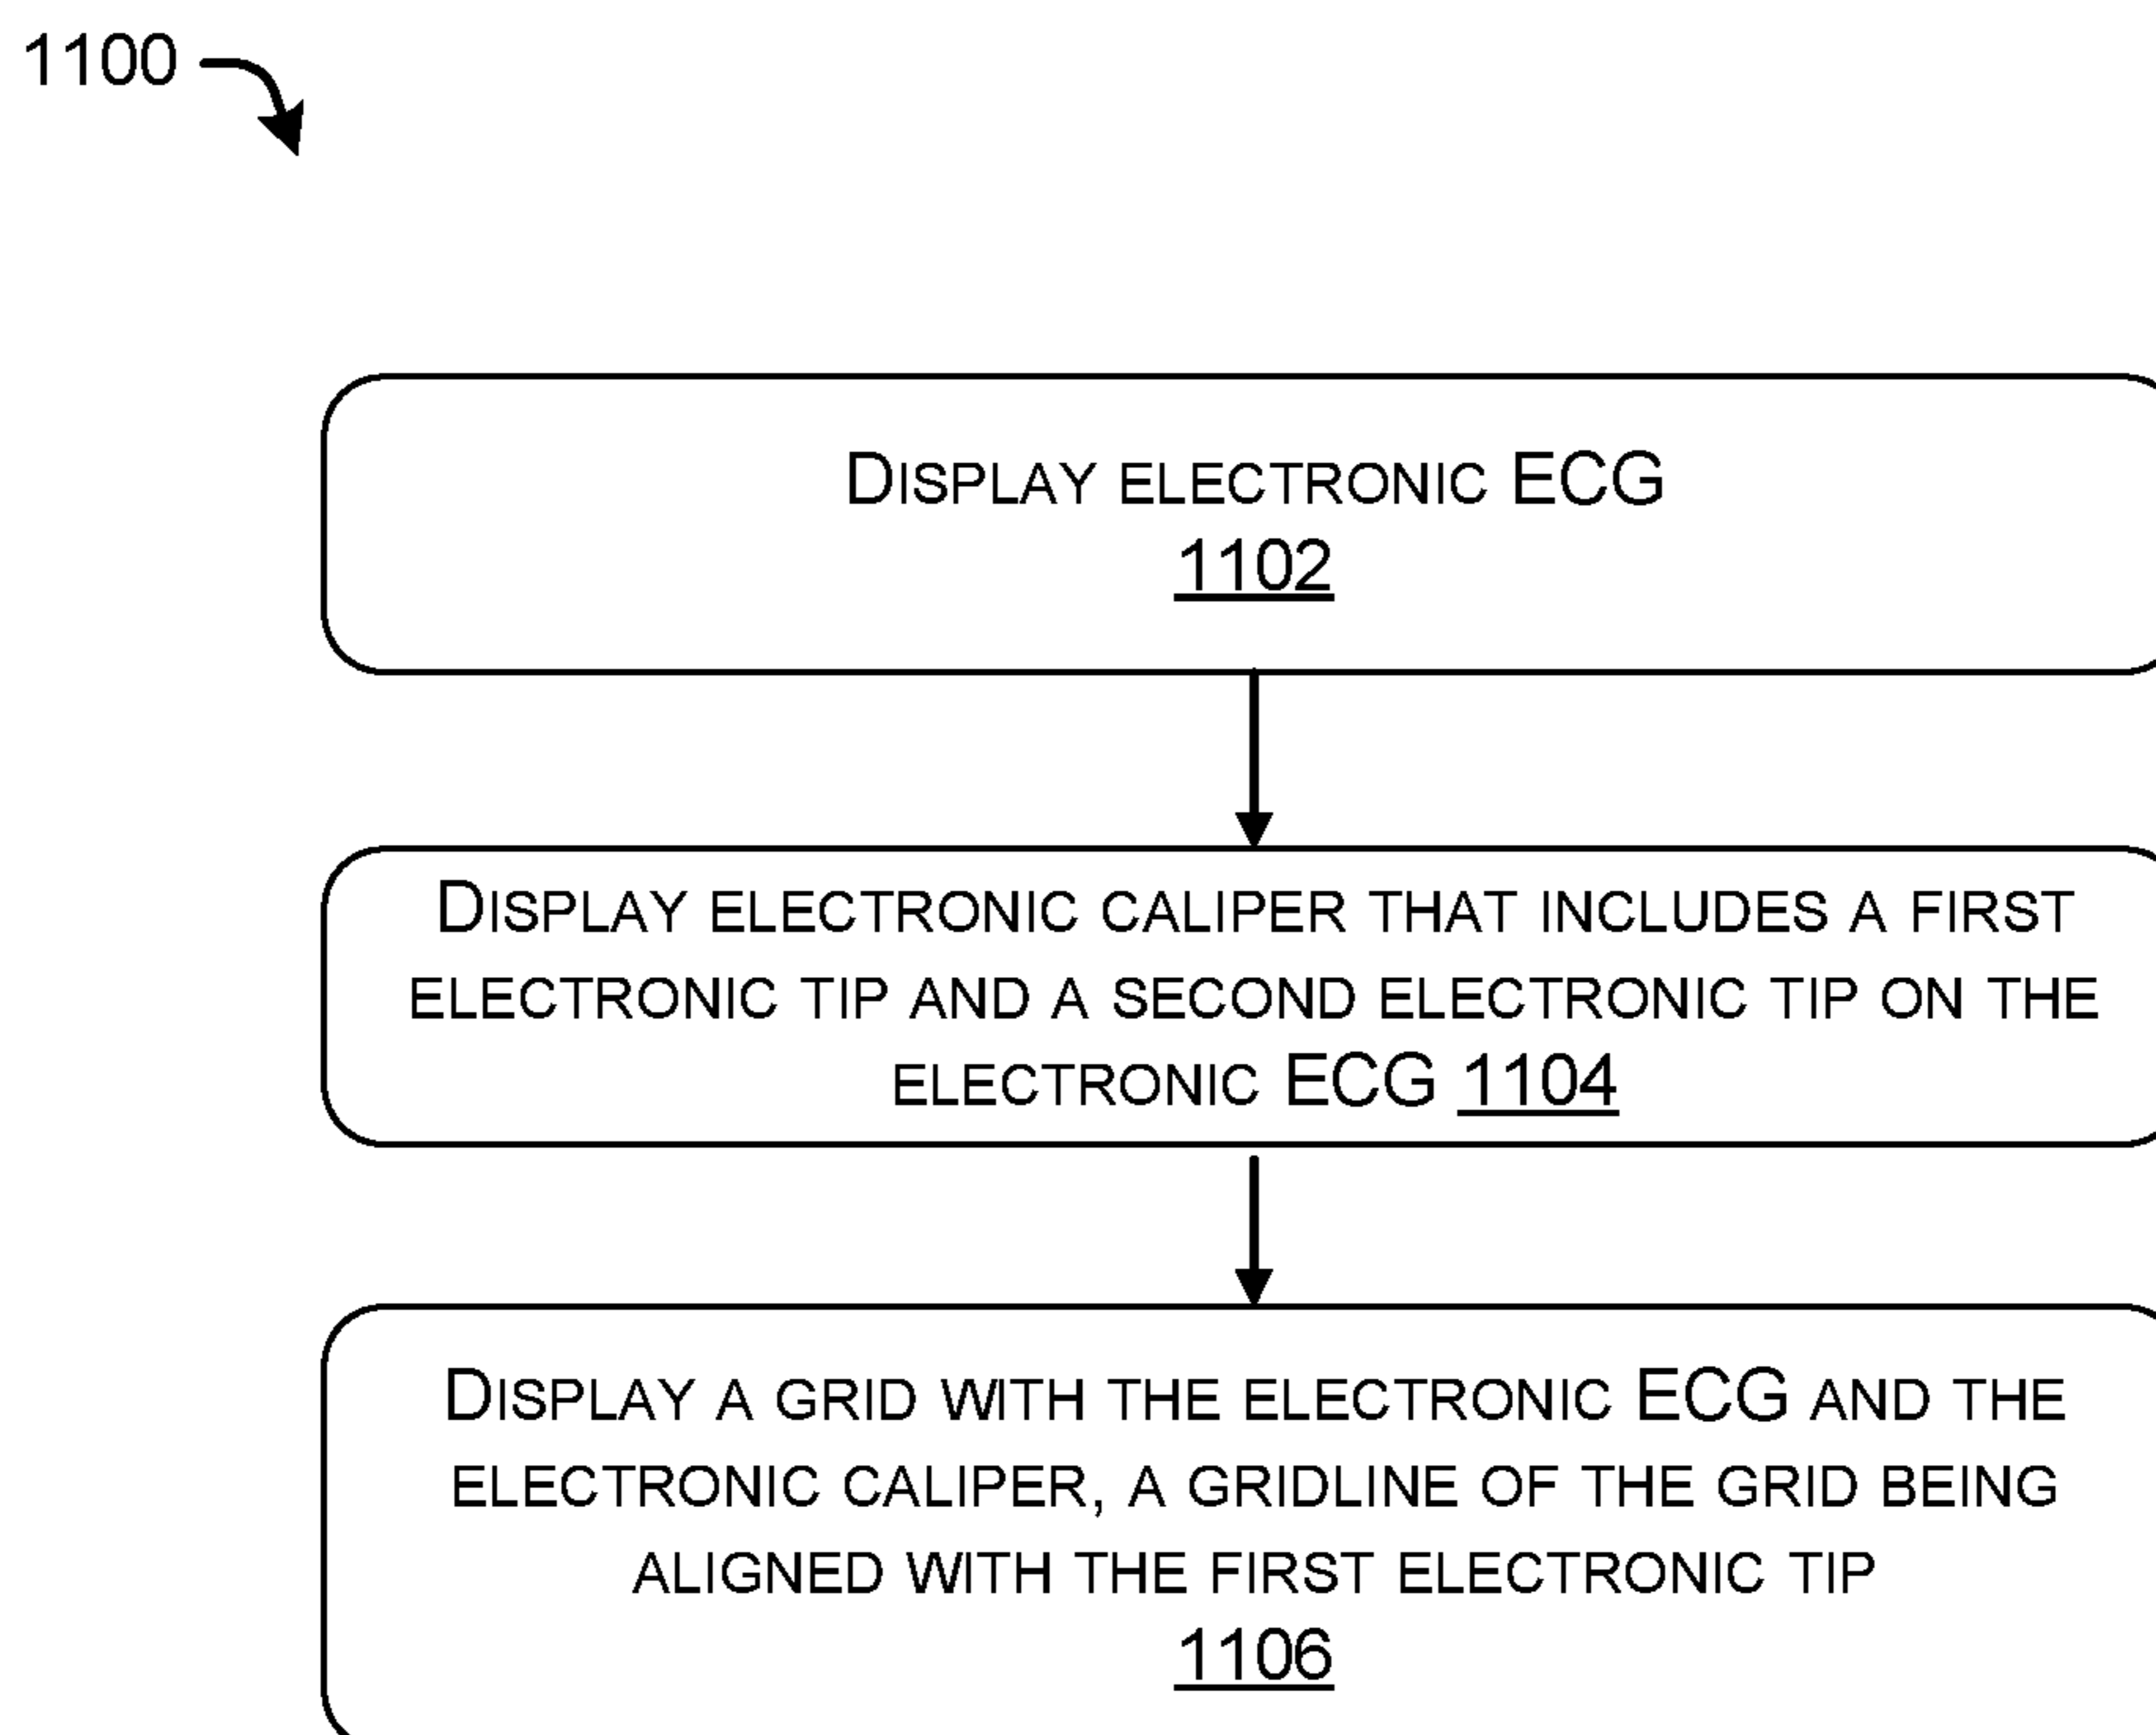 1100
Display electronic ECG
1102
Display electronic caliper that includes a first
electronic tip and a second electronic tip on the
electronic ECG 1104
Display a grid with the electronic ECG and the
electronic caliper, a gridline of the grid being
aligned with the first electronic tip
1106